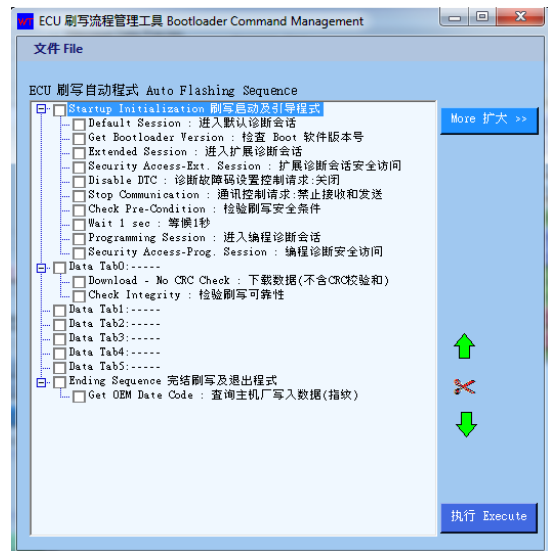 WT ECU 刷写流程管理工具 Bootloader Command Management
文件 File
ECU 刷写自动程式 Auto Flashing Sequence
Startup Initialization 刷写启动及引导程式
Default Session : 进入默认诊断会话
Get Bootloader Version : 检查 Boot 软件版本号
Extended Session : 进入扩展诊断会话
Security Access-Ext. Session : 扩展诊断会话安全访问
Disable DTC : 诊断故障码设置控制请求:关闭
Stop Communication : 通讯控制请求:禁止接收和发送
Check Pre-Condition : 检验刷写安全条件
Wait 1 sec : 等候1秒
Programming Session : 进入编程诊断会话
Security Access-Prog. Session : 编程诊断安全访问
Data Tab0:-----
Download - No CRC Check : 下载数据(不含CRC校验和)
Check Integrity : 检验刷写可靠性
Data Tab1:-----
Data Tab2:-----
Data Tab3:-----
Data Tab4:-----
Data Tab5:-----
Ending Sequence 完结刷写及退出程式
Get OEM Date Code : 查询主机厂写入数据(指纹)
More 扩大 >>
执行 Execute